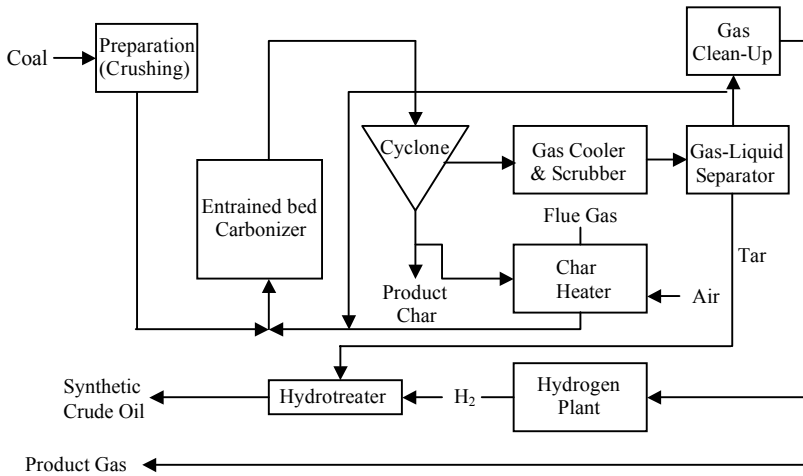 Coal
Preparation
(Crushing)
Gas
Clean-Up
Cyclone
Gas Cooler
& Scrubber
Gas-Liquid
Separator
Entrained bed
Carbonizer
Flue Gas
Char
Heater
Tar
Air
Product
Char
Synthetic
Crude Oil
Hydrotreater
H2
Hydrogen
Plant
Product Gas